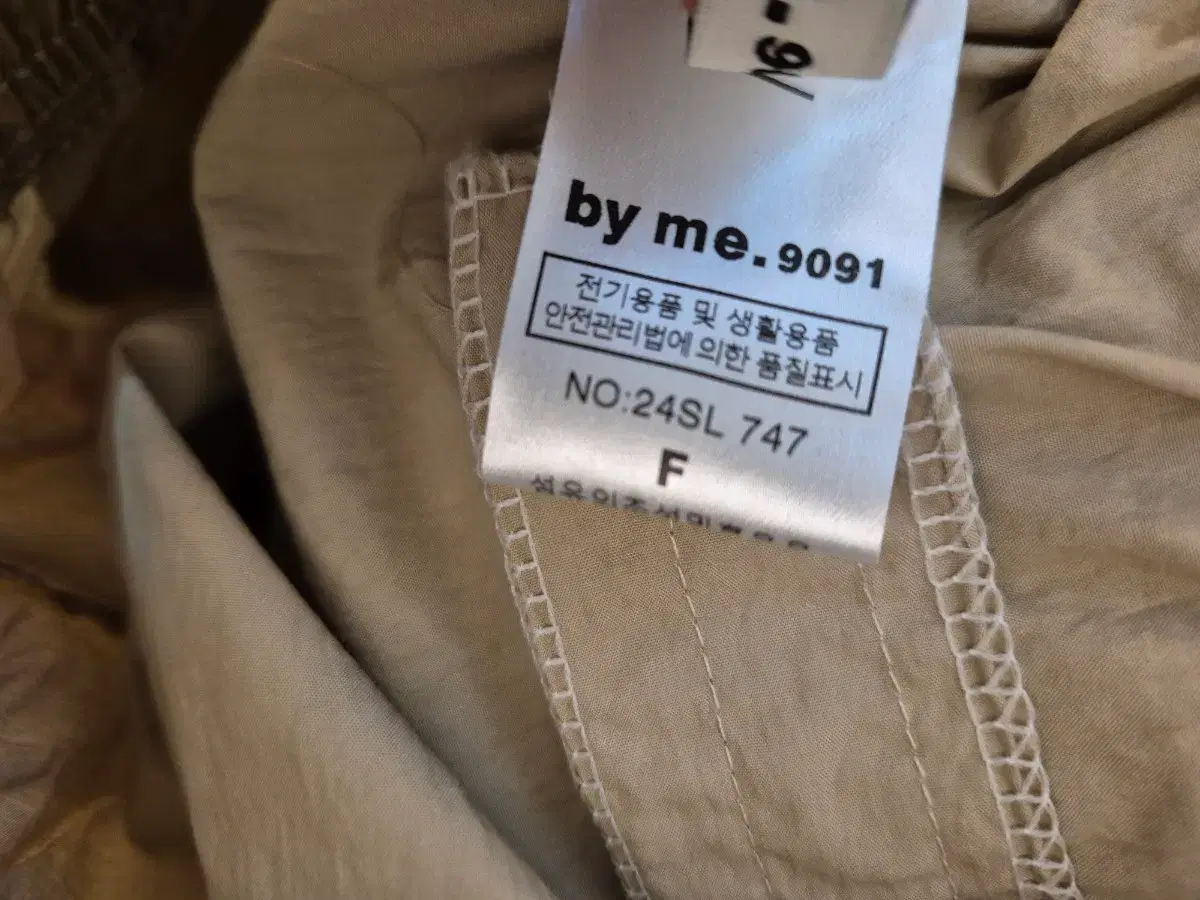 by me.9091
전기용품 및 생활용품
안전관리법에 의한 품질표시
NO:24SL 747
F